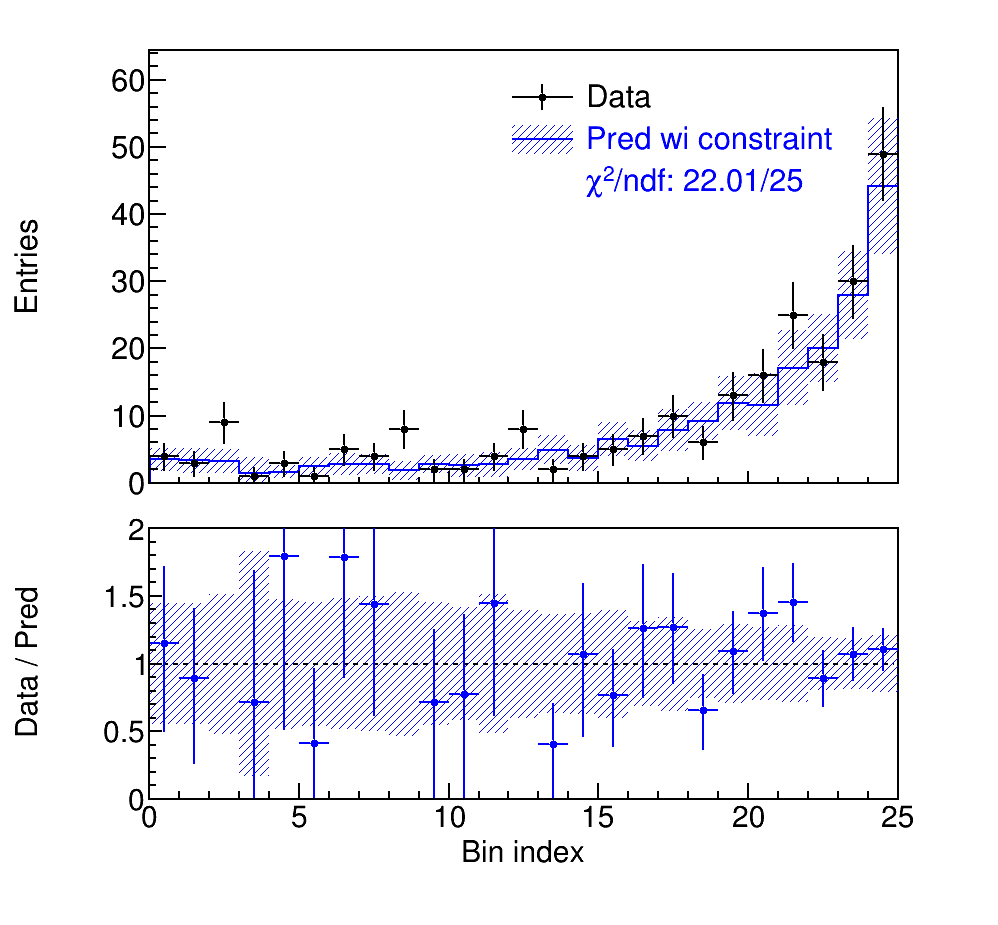 60
50
40
30
20
10
0
Entries
Data
Pred wi constraint
χ²/ndf: 22.01/25
2
1.5
1
0.5
0
Data / Pred
0 5 10 15 20 25
Bin index